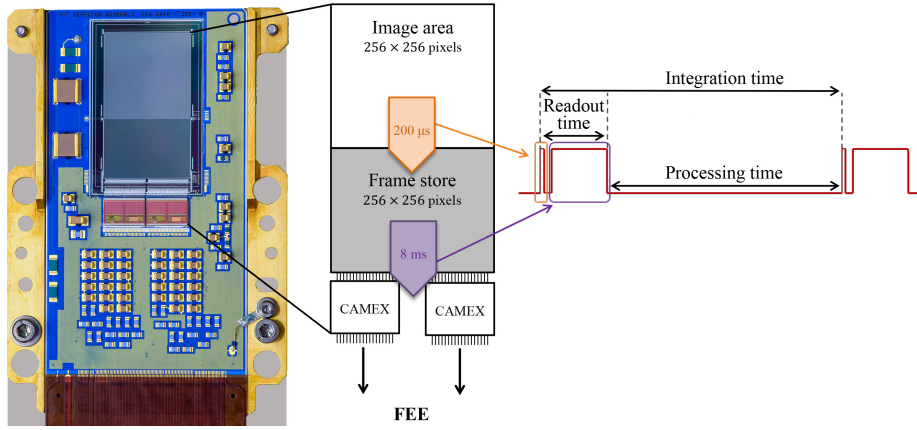 Image area
256 × 256 pixels
200 μs
Frame store
256 × 256 pixels
8 ms
CAMEX
CAMEX
FEE
Integration time
Readout
time
Processing time